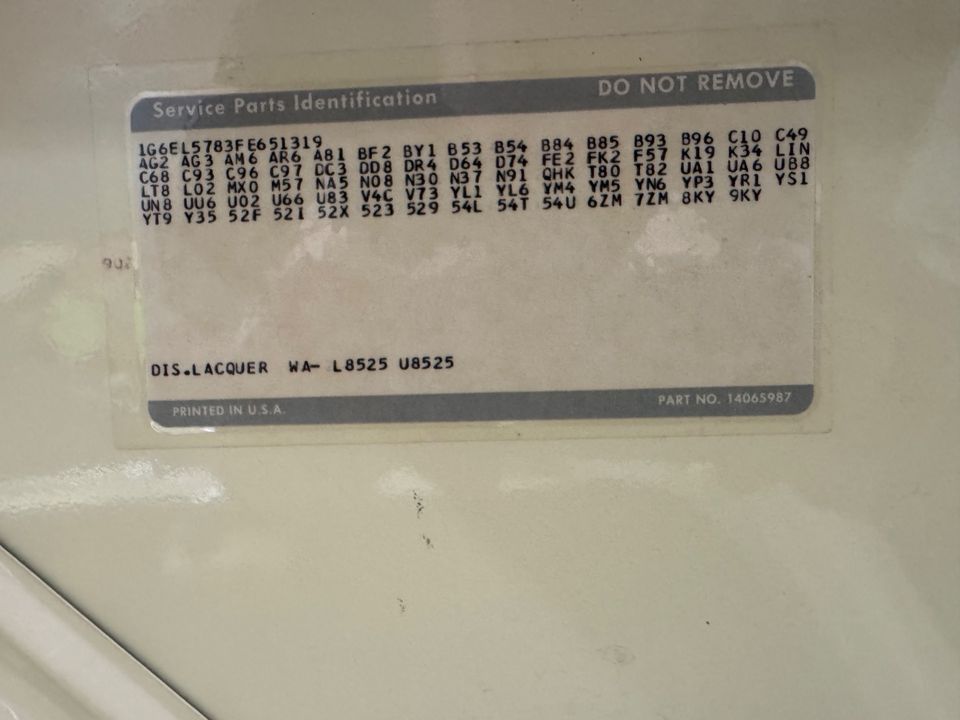 Service Parts Identification DO NOT REMOVE
1G6EL5783FE651319
AG2 AG3 AM6 AR6 A81 BF2 BY1 B53 B54 B84 B85 B93 B96 C10 C49
C68 C93 C96 C97 DC3 DD8 DR4 D64 D74 FE2 FK2 F57 K19 K34 LIN
LT8 L02 MX0 M57 NA5 N08 N30 N37 N91 QHK T80 T82 UA1 UA6 UB8
UN8 UU6 U02 U66 U83 V4C V73 YL1 YL6 YM4 YM5 YN6 YP3 YR1 YS1
YT9 Y35 52F 52I 52X 523 529 54L 54T 54U 6ZM 7ZM 8KY 9KY
DIS.LACQUER WA- L8525 U8525
PRINTED IN U.S.A. PART NO. 14065987